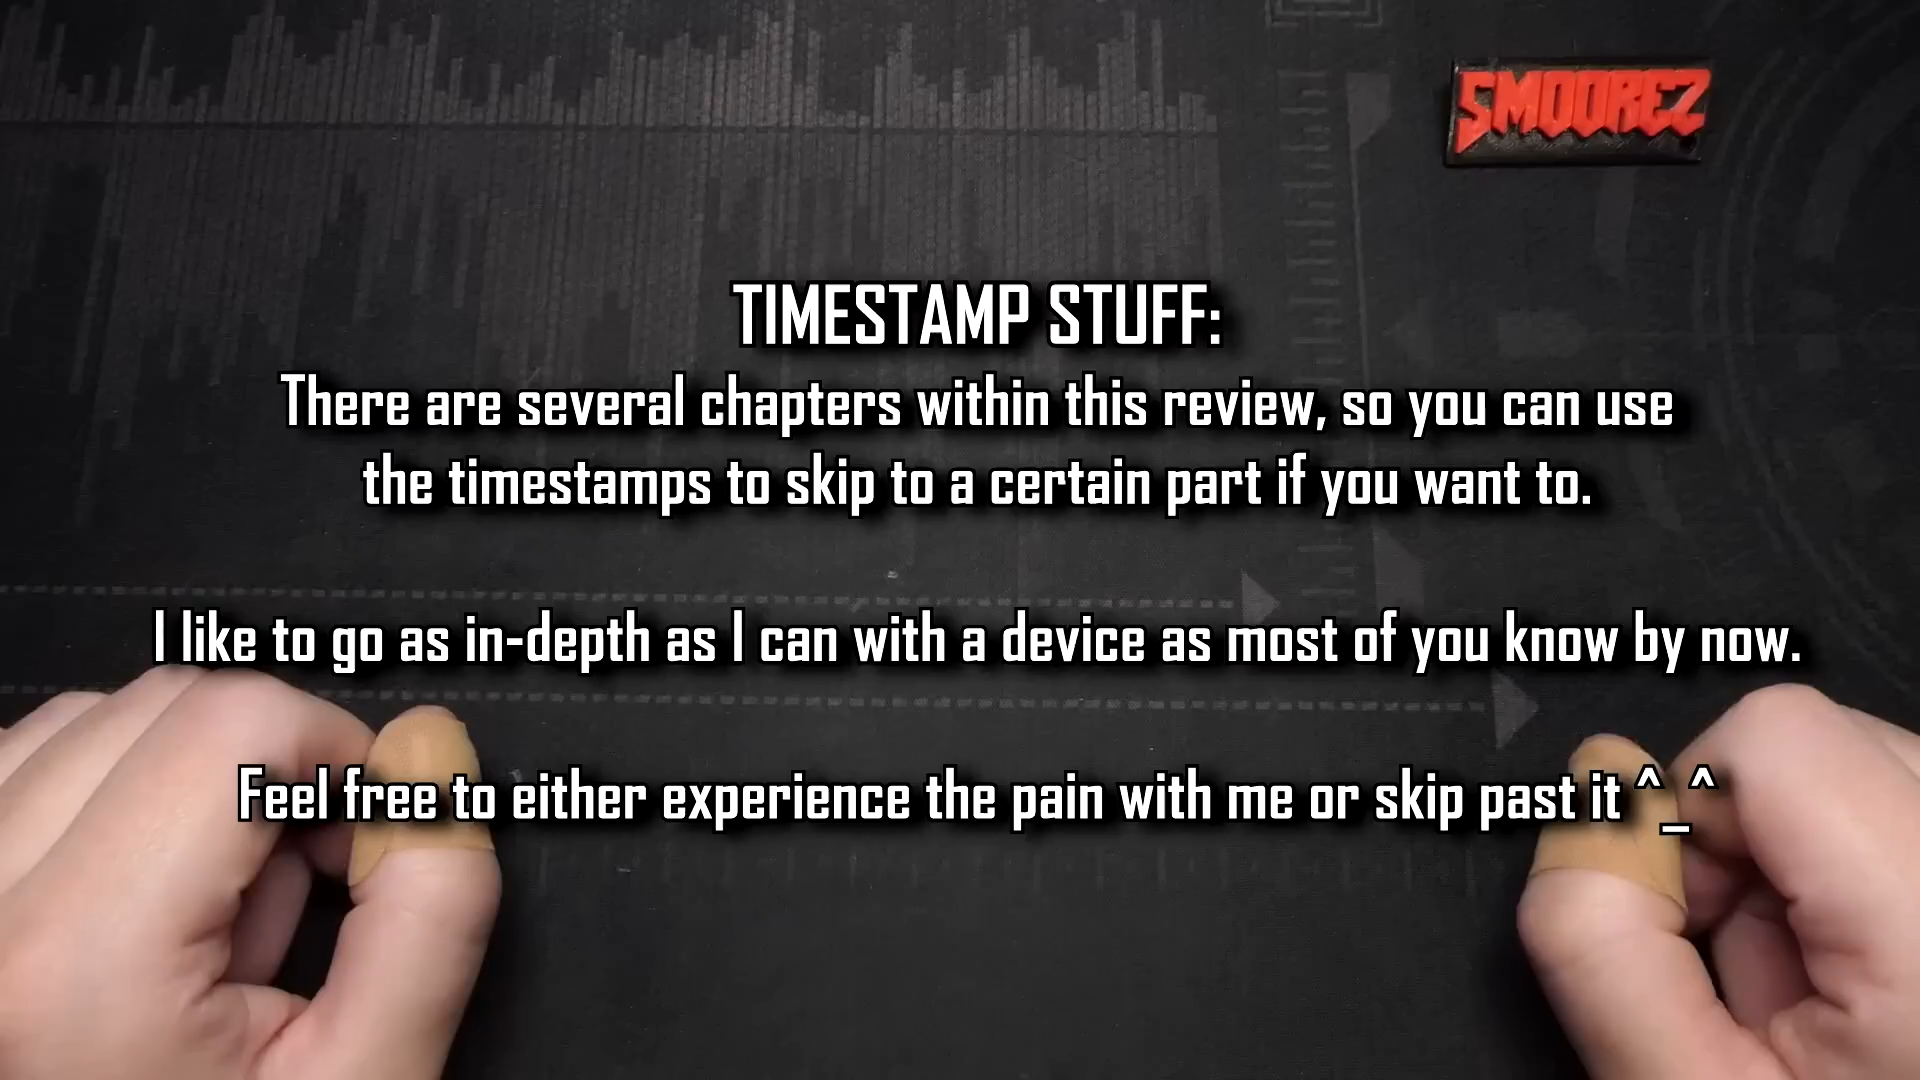 SMOOREZ
TIMESTAMP STUFF:
There are several chapters within this review, so you can use
the timestamps to skip to a certain part if you want to.
I like to go as in-depth as I can with a device as most of you know by now.
Feel free to either experience the pain with me or skip past it ^_^